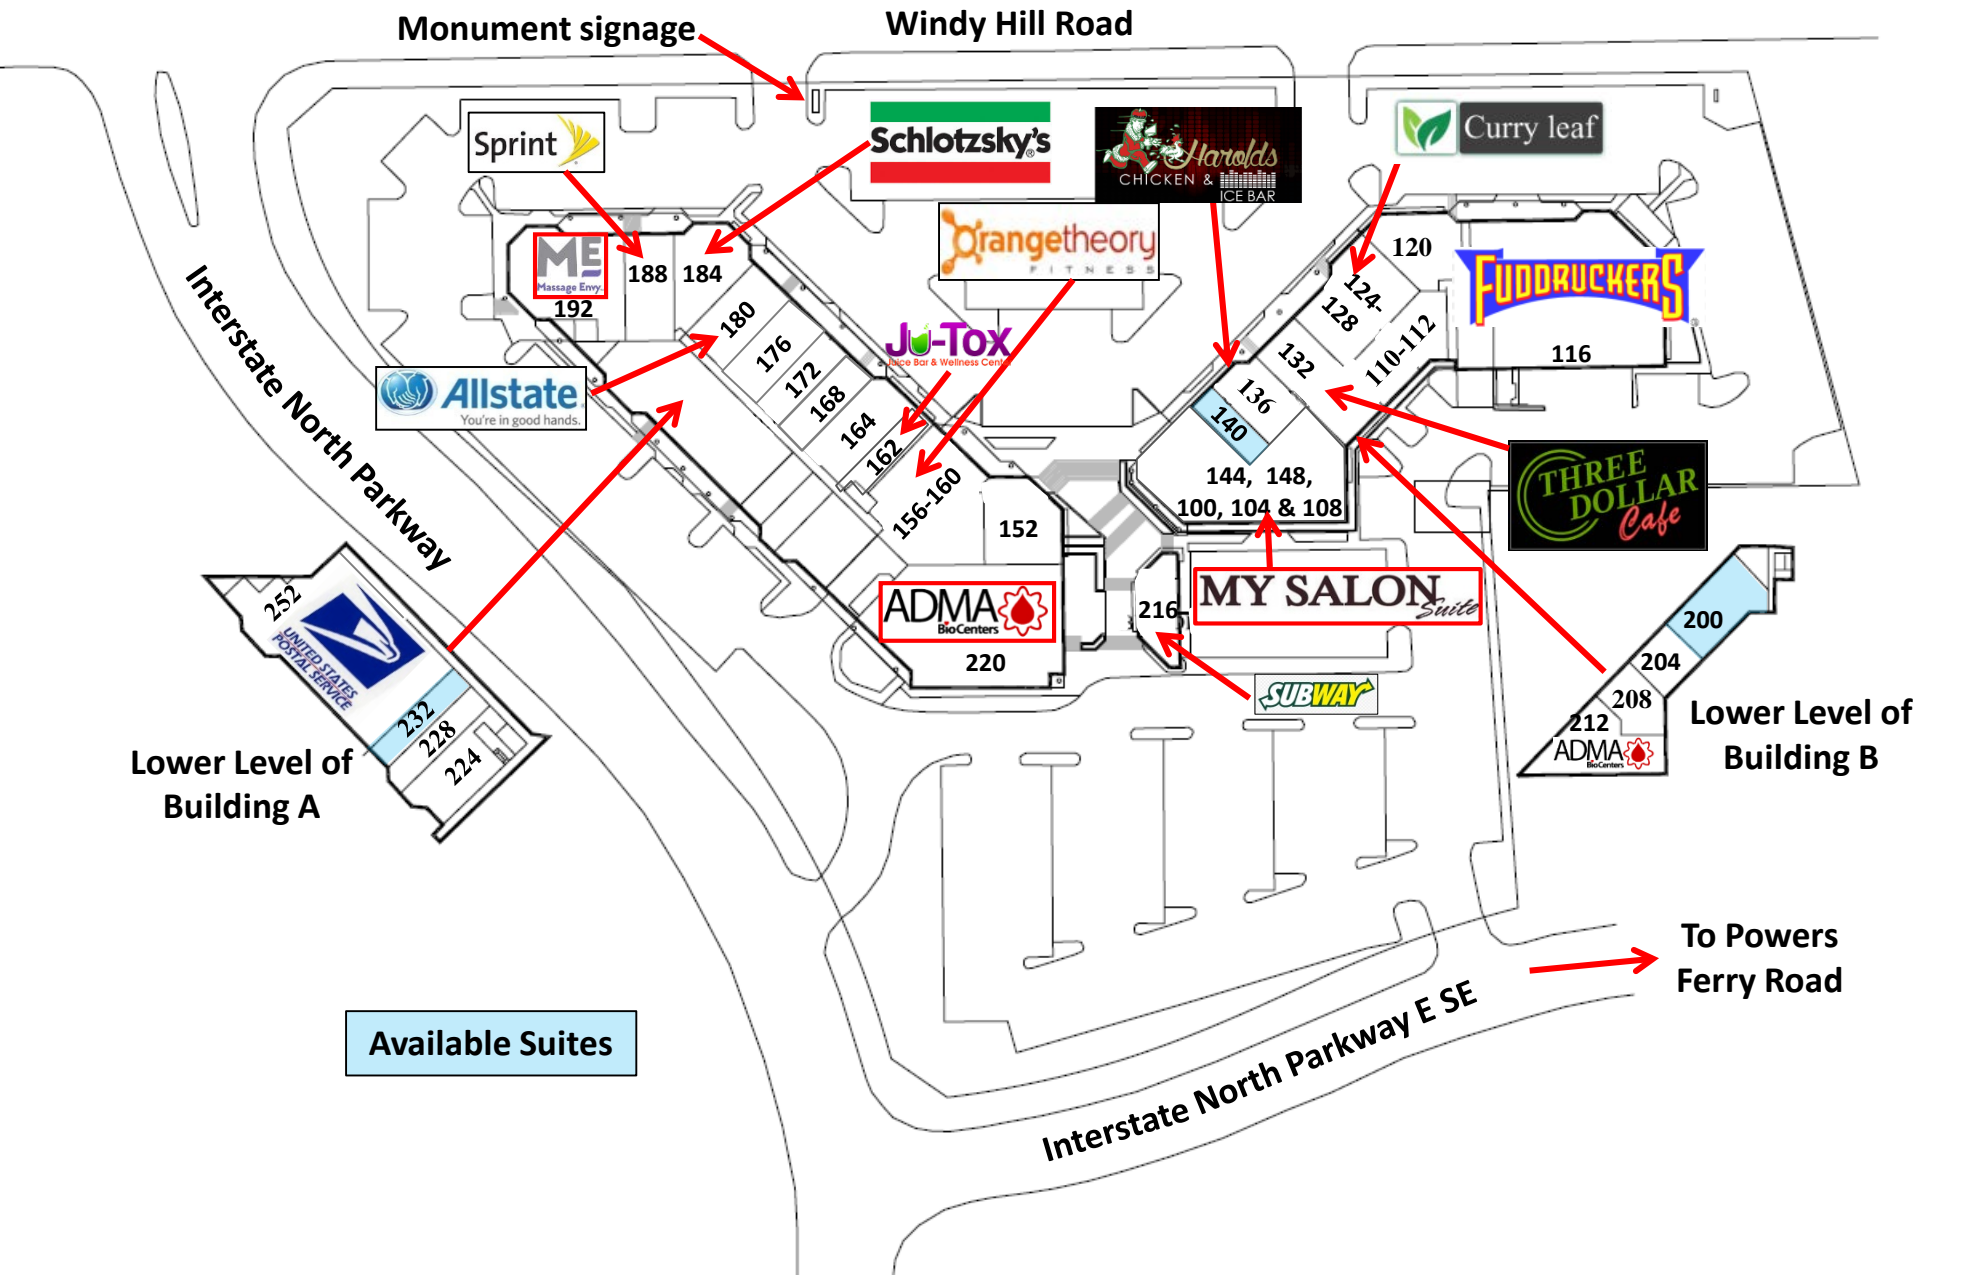 Monument signage
Windy Hill Road
Sprint
Schlotzsky's®
Harolds
CHICKEN &
ICE BAR
Curry leaf
Orangetheory
FITNESS
ME
Massage Envy
192
188
184
180
176
172
168
164
162
156-160
152
120
124-
128
110-112
FUDDRUCKERS
®
116
132
136
140
144, 148,
100, 104 & 108
Ju-Tox
Juice Bar & Wellness Center
Allstate
You're in good hands.
Interstate North Parkway
THREE
DOLLAR
Cafe
ADMA
BioCenters
220
216
MY SALON
Suite
SUBWAY
252
UNITED STATES
POSTAL SERVICE
232
228
224
Lower Level of
Building A
200
204
208
212
ADMA
BioCenters
Lower Level of
Building B
To Powers
Ferry Road
Available Suites
Interstate North Parkway E SE